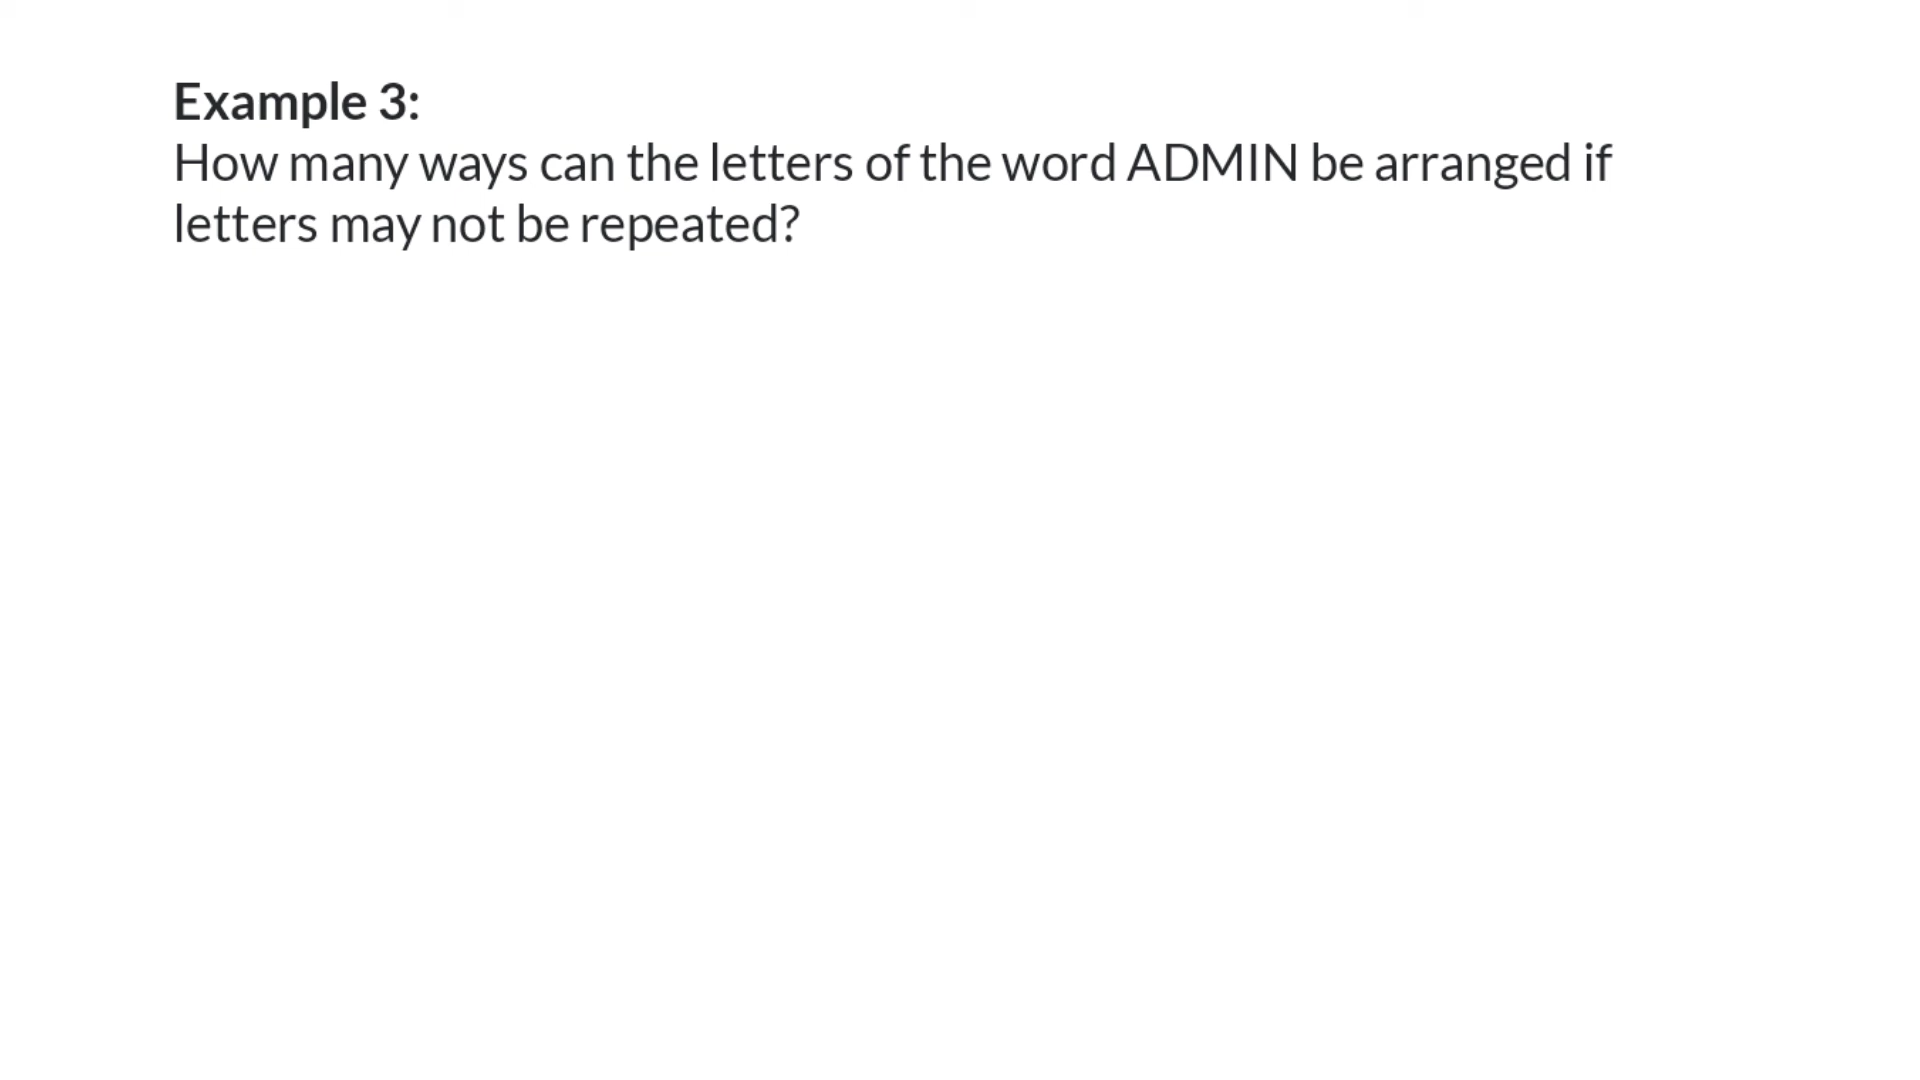 Example 3:
How many ways can the letters of the word ADMIN be arranged if
letters may not be repeated?